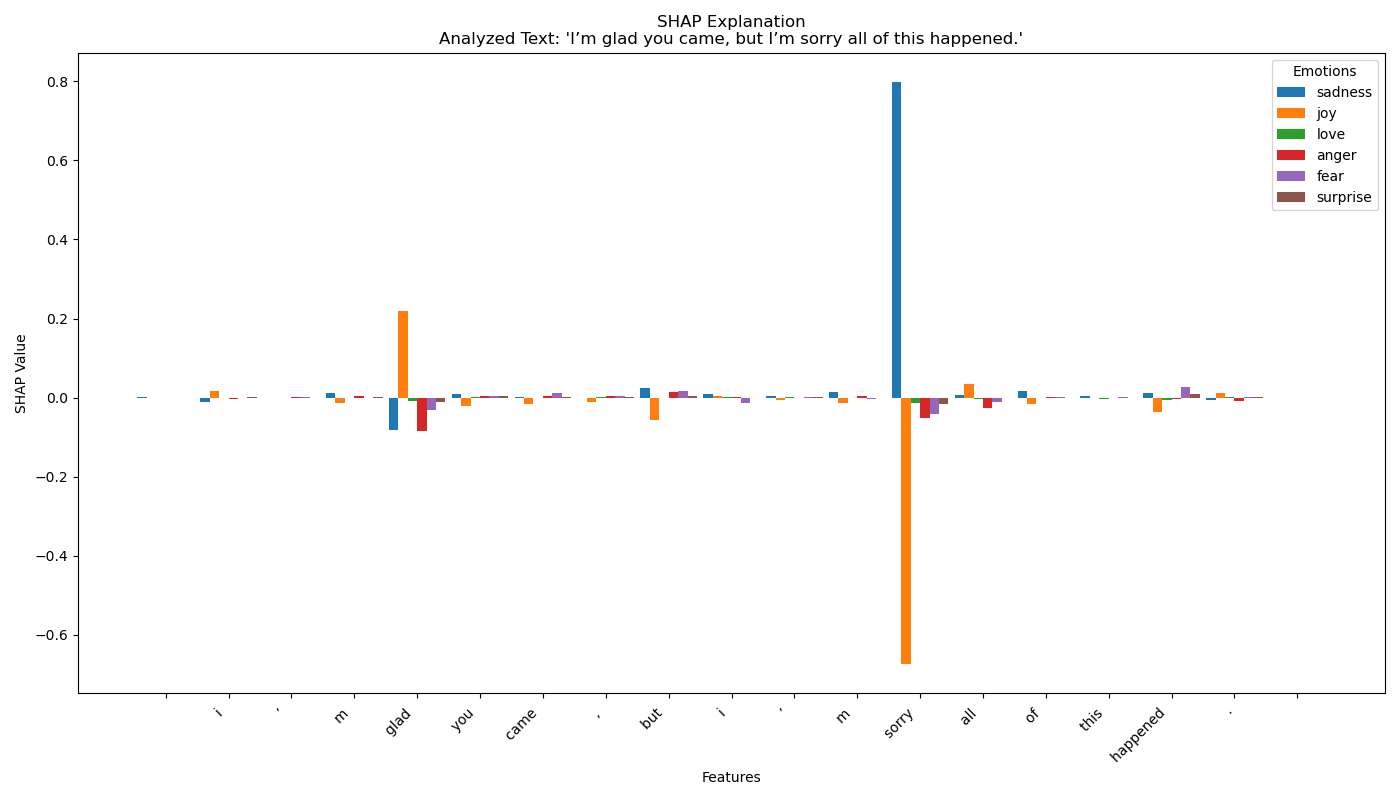 SHAP Explanation
Analyzed Text: 'I’m glad you came, but I’m sorry all of this happened.'
Emotions
sadness
joy
love
anger
fear
surprise
SHAP Value
0.8
0.6
0.4
0.2
0.0
−0.2
−0.4
−0.6
i
’
m
glad
you
came
,
but
i
’
m
sorry
all
of
this
happened
.
Features